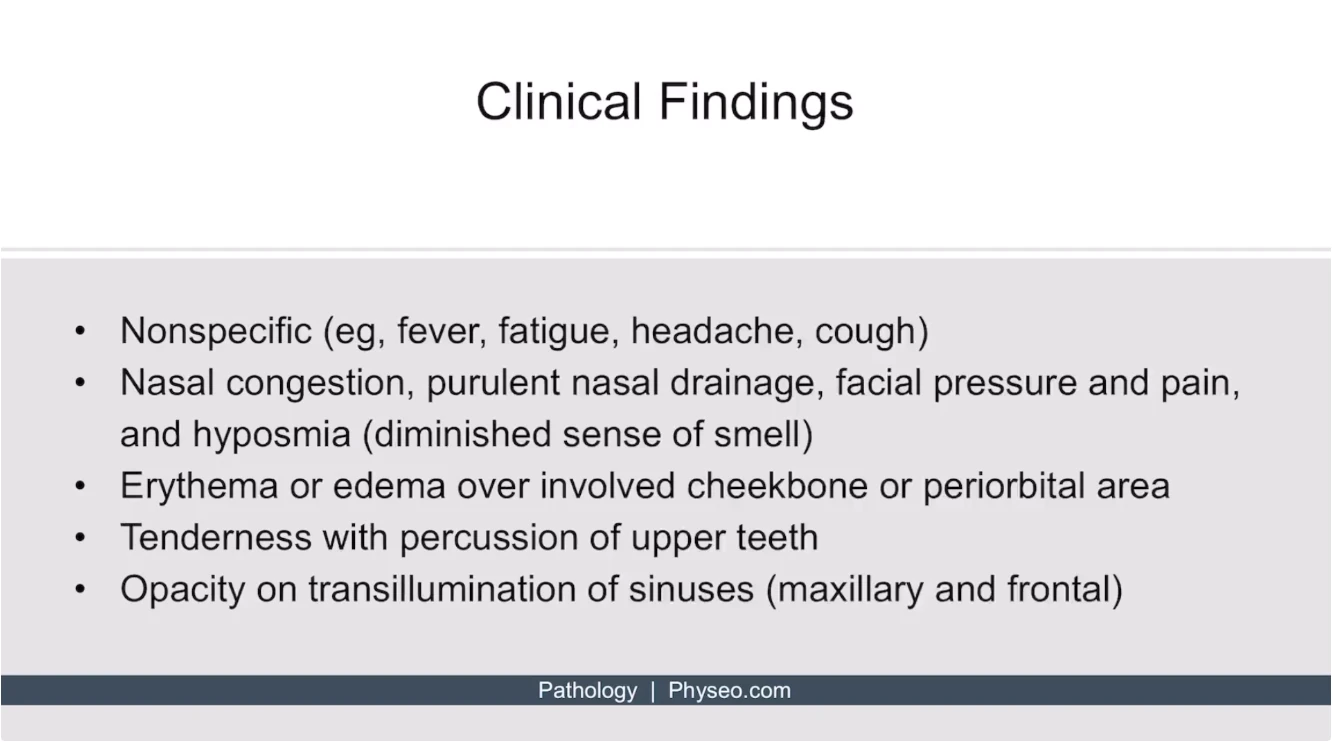 Clinical Findings
• Nonspecific (eg, fever, fatigue, headache, cough)
• Nasal congestion, purulent nasal drainage, facial pressure and pain,
and hyposmia (diminished sense of smell)
• Erythema or edema over involved cheekbone or periorbital area
• Tenderness with percussion of upper teeth
• Opacity on transillumination of sinuses (maxillary and frontal)
Pathology | Physeo.com